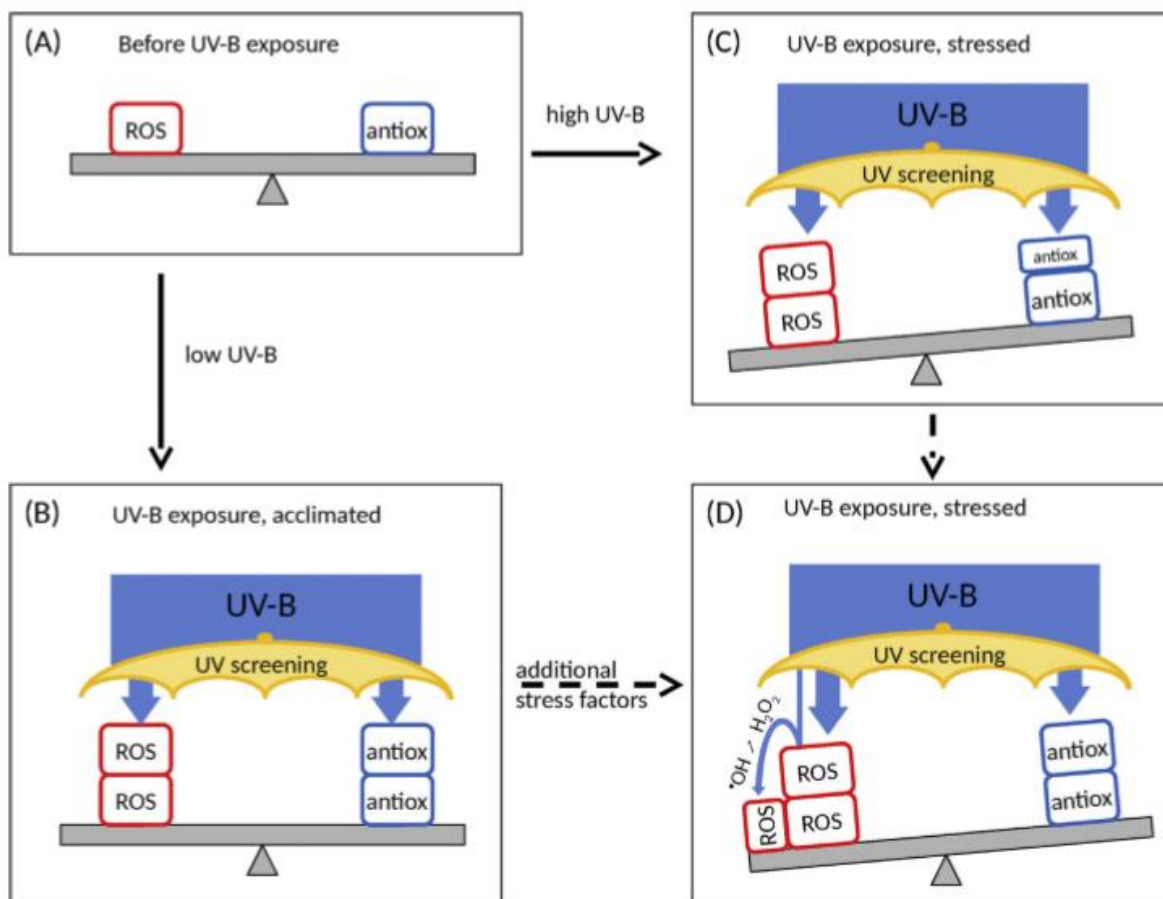 (A)
Before UV-B exposure
ROS
antiox
high UV-B
low UV-B
(C)
UV-B exposure, stressed
UV-B
UV screening
antiox
ROS
antiox
ROS
(B)
UV-B exposure, acclimated
UV-B
UV screening
ROS
antiox
ROS
antiox
additional
stress factors
(D)
UV-B exposure, stressed
UV-B
UV screening
•OH ⁄ H₂O₂
ROS
antiox
ROS
ROS
antiox